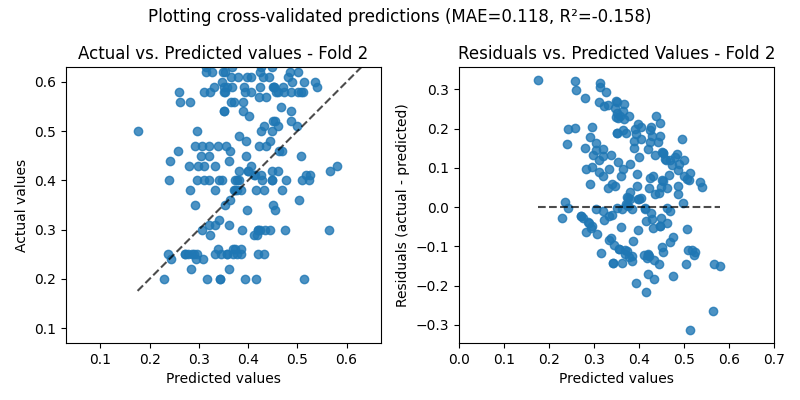 Plotting cross-validated predictions (MAE=0.118, R²=-0.158)
Actual vs. Predicted values - Fold 2
Residuals vs. Predicted Values - Fold 2
Actual values
0.6
0.5
0.4
0.3
0.2
0.1
0.1 0.2 0.3 0.4 0.5 0.6
Predicted values
Residuals (actual - predicted)
0.3
0.2
0.1
0.0
−0.1
−0.2
−0.3
0.0 0.1 0.2 0.3 0.4 0.5 0.6 0.7
Predicted values